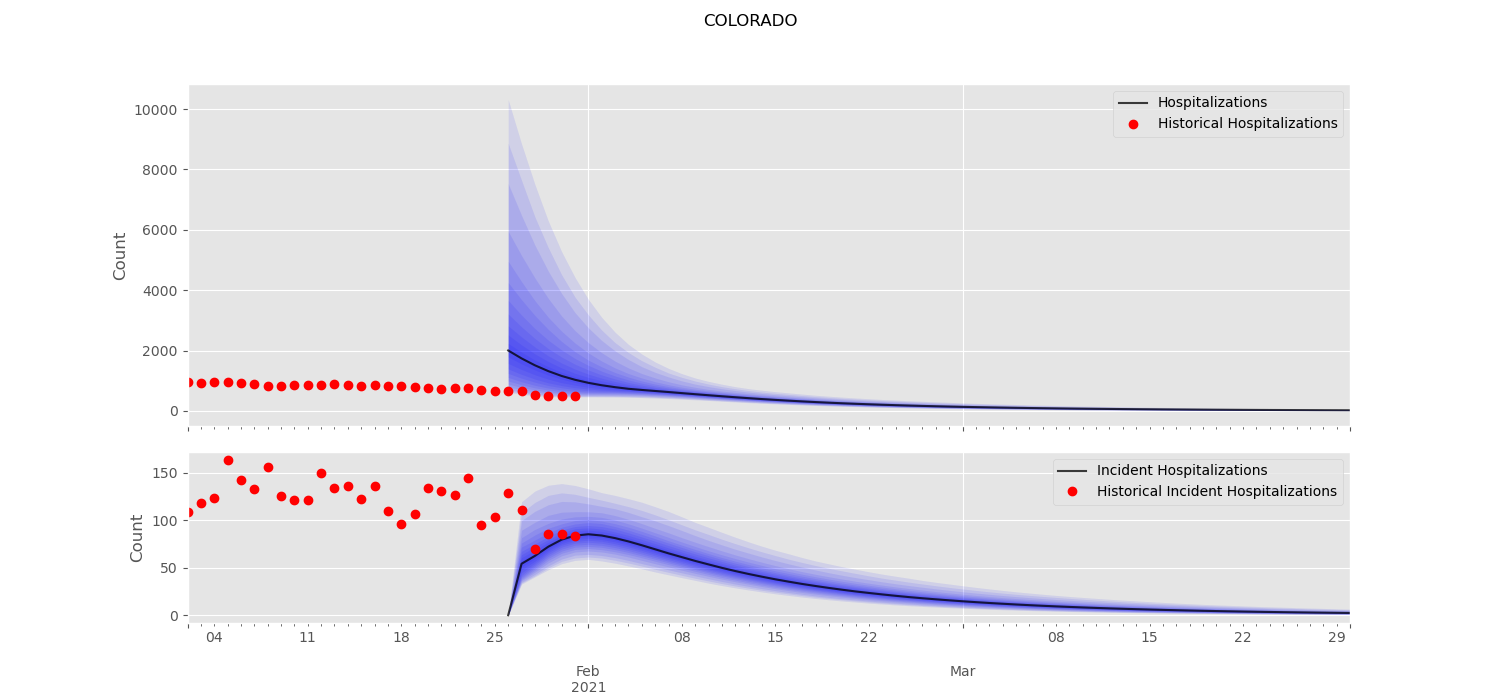 COLORADO
Hospitalizations
Historical Hospitalizations
Count
10000
8000
6000
4000
2000
0
Incident Hospitalizations
Historical Incident Hospitalizations
Count
150
100
50
0
04 11 18 25 08 15 22 08 15 22 29
Feb Mar
2021